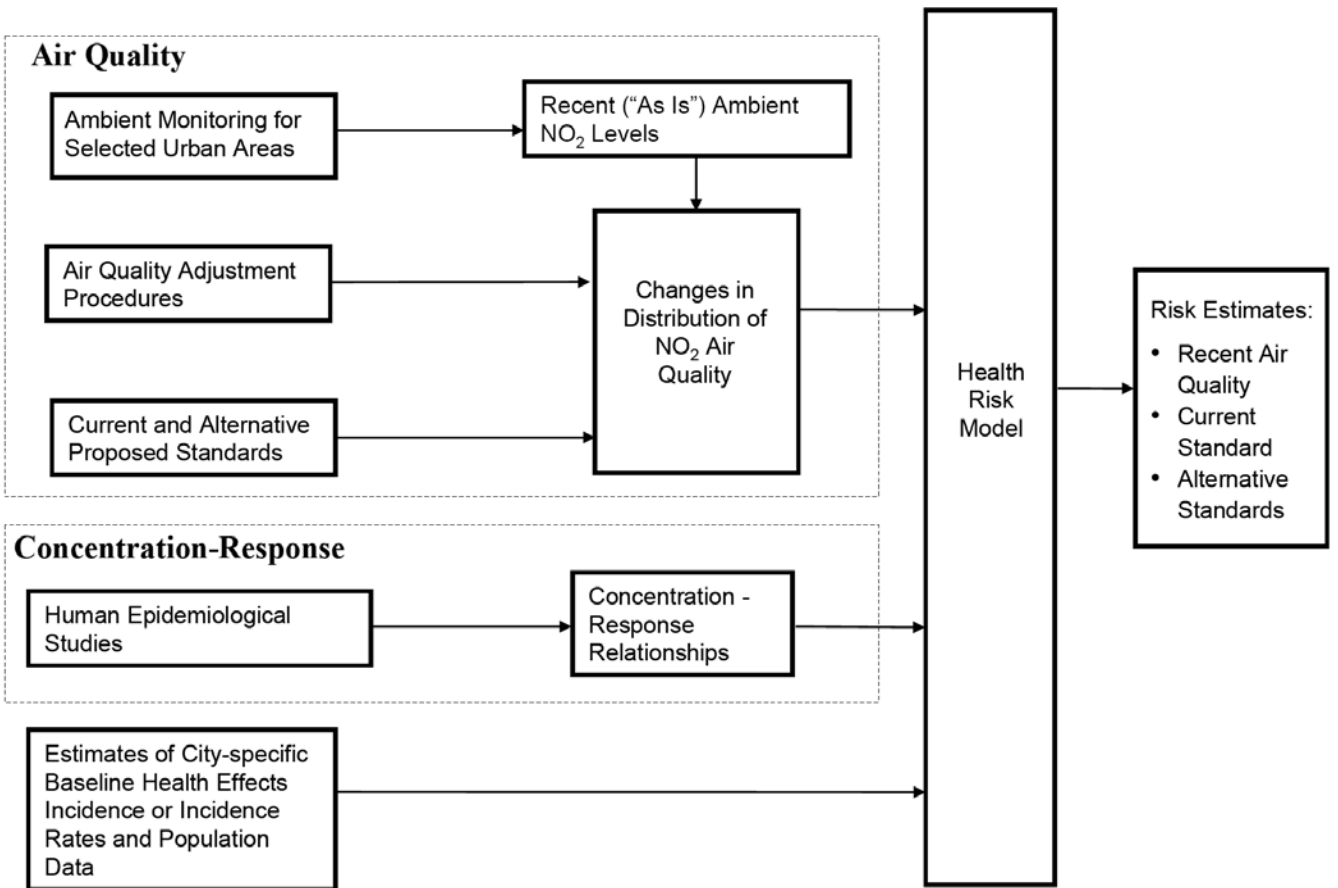 Air Quality
Ambient Monitoring for
Selected Urban Areas
Recent (“As Is”) Ambient
NO₂ Levels
Air Quality Adjustment
Procedures
Changes in
Distribution of
NO₂ Air
Quality
Current and Alternative
Proposed Standards
Concentration-Response
Human Epidemiological
Studies
Concentration -
Response
Relationships
Estimates of City-specific
Baseline Health Effects
Incidence or Incidence
Rates and Population
Data
Health
Risk
Model
Risk Estimates:
• Recent Air
Quality
• Current
Standard
• Alternative
Standards